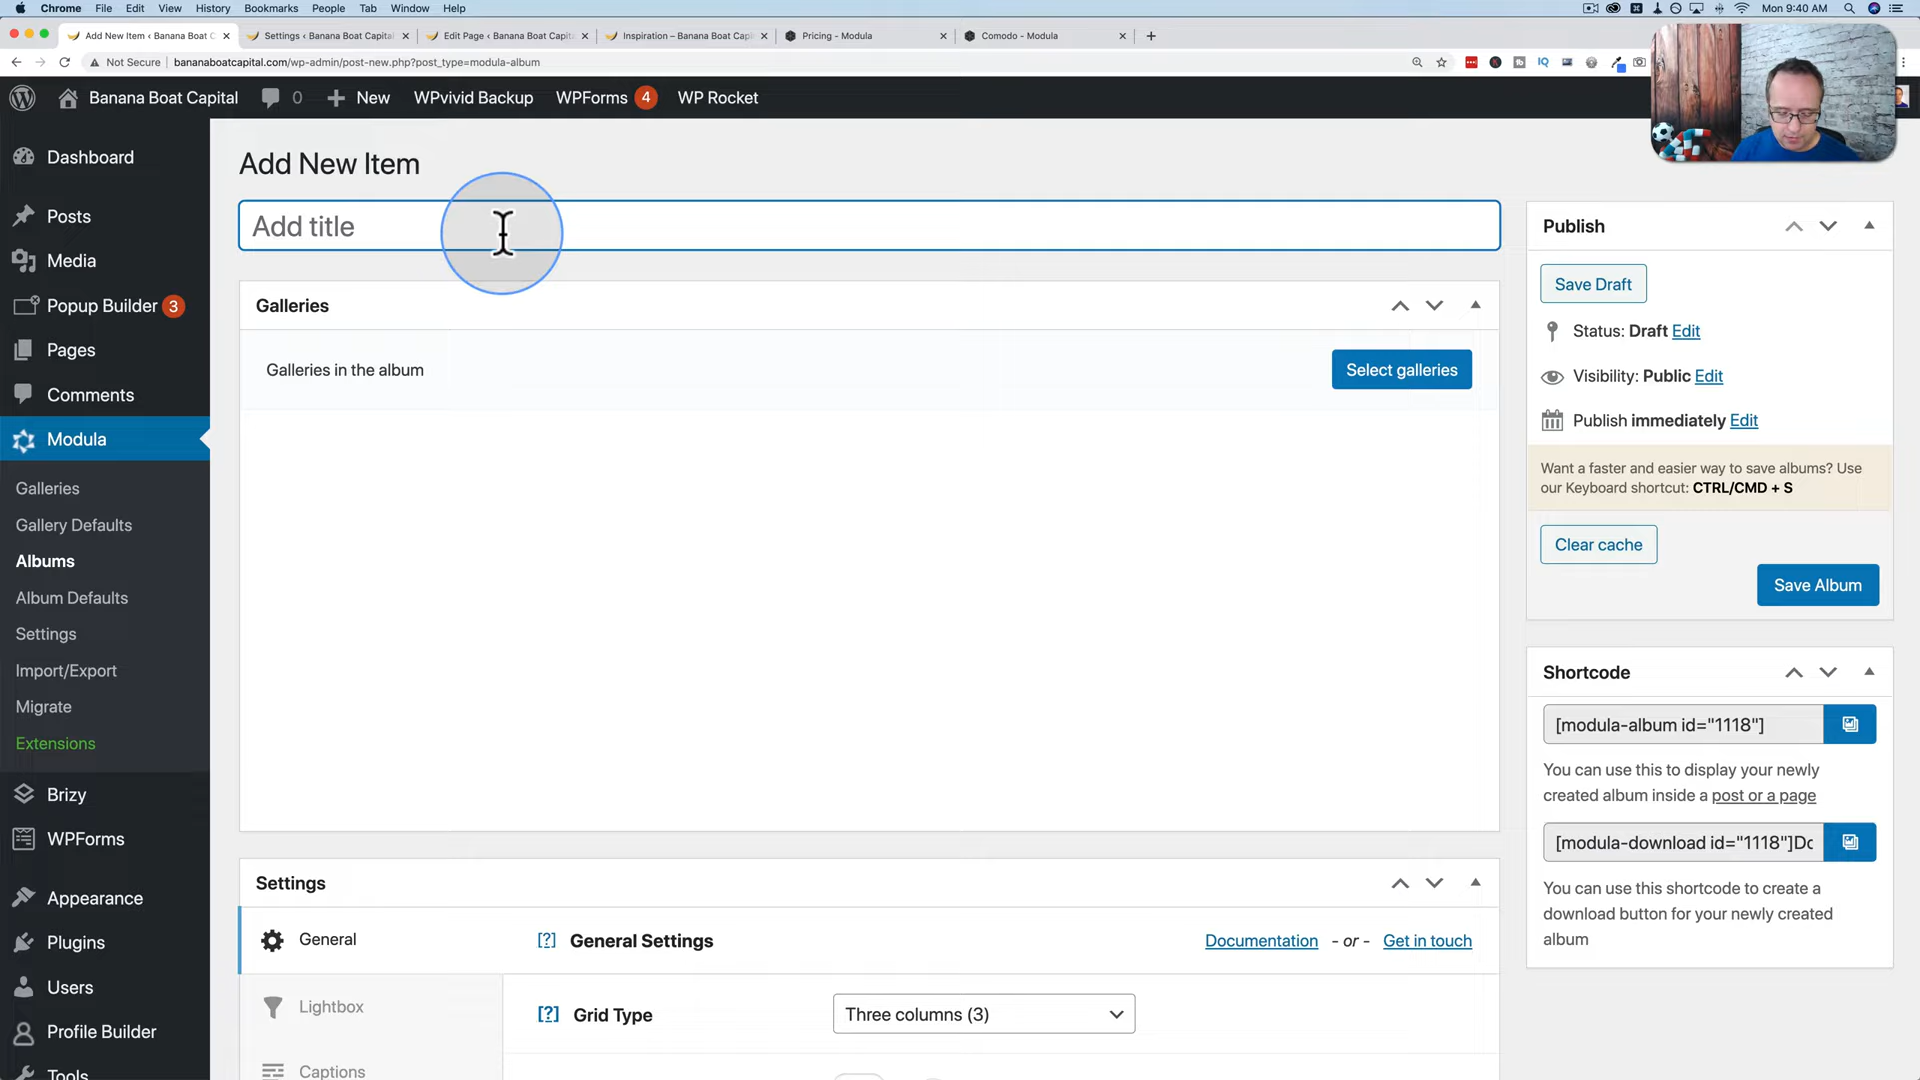 Chrome File Edit View History Bookmarks People Tab Window Help Mon 9:40 AM
Add New Item ‹ Banana Boat C Settings ‹ Banana Boat Capital Edit Page ‹ Banana Boat Capit Inspiration – Banana Boat Capi Pricing - Modula Comodo - Modula
Not Secure bananaboatcapital.com/wp-admin/post-new.php?post_type=modula-album
Banana Boat Capital 0 New WPvivid Backup WPForms 4 WP Rocket
Dashboard
Posts
Media
Popup Builder 3
Pages
Comments
Modula
Galleries
Gallery Defaults
Albums
Album Defaults
Settings
Import/Export
Migrate
Extensions
Brizy
WPForms
Appearance
Plugins
Users
Profile Builder
Tools
Add New Item
Add title
Galleries
Galleries in the album
Select galleries
Settings
General
Lightbox
Captions
[?] General Settings
Documentation - or - Get in touch
[?] Grid Type
Three columns (3)
Publish
Save Draft
Status: Draft Edit
Visibility: Public Edit
Publish immediately Edit
Want a faster and easier way to save albums? Use
our Keyboard shortcut: CTRL/CMD + S
Clear cache
Save Album
Shortcode
[modula-album id="1118"]
You can use this to display your newly
created album inside a post or a page
[modula-download id="1118"]Dc
You can use this shortcode to create a
download button for your newly created
album